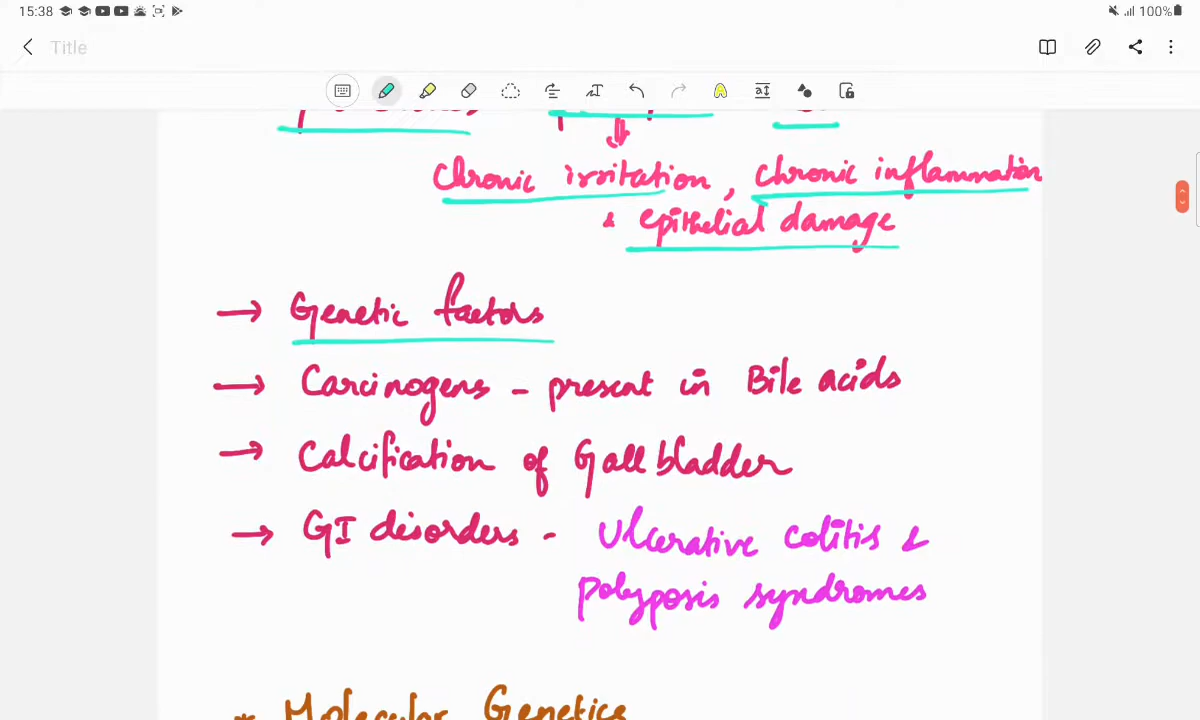 15:38 100%
Title
chronic irritation, chronic inflammation
& epithelial damage
→ Genetic factors
→ Carcinogens - present in Bile acids
→ Calcification of Gall bladder
→ GI disorders - Ulcerative colitis &
polyposis syndromes
* Molecular Genetics